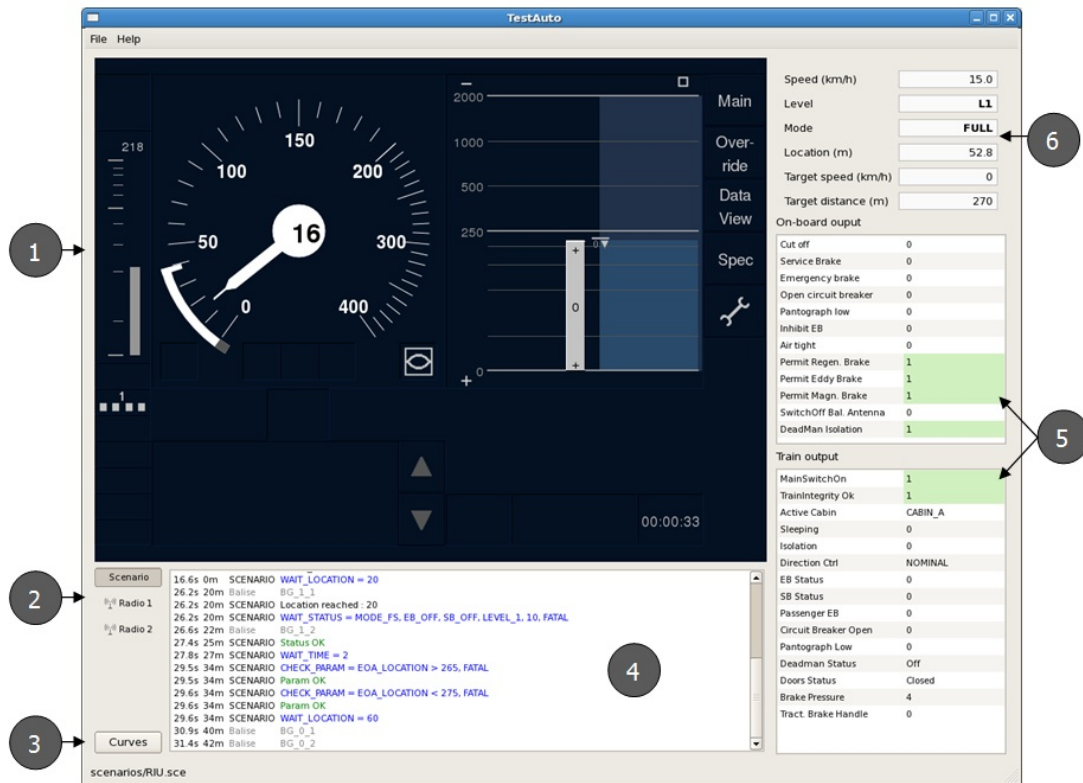 TestAuto
File Help
218
1
0
50
100
150
200
300
400
16
2000
1000
500
250
0
+
0
+
0
+
Main
Over-
ride
Data
View
Spec
00:00:33
Speed (km/h) 15.0
Level L1
Mode FULL
Location (m) 52.8
Target speed (km/h) 0
Target distance (m) 270
On-board ouput
Cut off 0
Service Brake 0
Emergency brake 0
Open circuit breaker 0
Pantograph low 0
Inhibit EB 0
Air tight 0
Permit Regen. Brake 1
Permit Eddy Brake 1
Permit Magn. Brake 1
SwitchOff Bal. Antenna 0
DeadMan Isolation 1
Train output
MainSwitchOn 1
TrainIntegrity Ok 1
Active Cabin CABIN_A
Sleeping 0
Isolation 0
Direction Ctrl NOMINAL
EB Status 0
SB Status 0
Passenger EB 0
Circuit Breaker Open 0
Pantograph Low 0
Deadman Status Off
Doors Status Closed
Brake Pressure 4
Tract. Brake Handle 0
Scenario
Radio 1
Radio 2
Curves
16.6s 0m SCENARIO WAIT_LOCATION = 20
26.2s 20m Balise BG_1_1
26.2s 20m SCENARIO Location reached : 20
26.2s 20m SCENARIO WAIT_STATUS = MODE_FS, EB_OFF, SB_OFF, LEVEL_1, 10, FATAL
26.6s 22m Balise BG_1_2
27.4s 25m SCENARIO Status OK
27.8s 27m SCENARIO WAIT_TIME = 2
29.5s 34m SCENARIO CHECK_PARAM = EOA_LOCATION > 265, FATAL
29.5s 34m SCENARIO Param OK
29.6s 34m SCENARIO CHECK_PARAM = EOA_LOCATION < 275, FATAL
29.6s 34m SCENARIO Param OK
29.6s 34m SCENARIO WAIT_LOCATION = 60
30.9s 40m Balise BG_0_1
31.4s 42m Balise BG_0_2
scenarios/RIU.sce
1
2
3
4
5
6